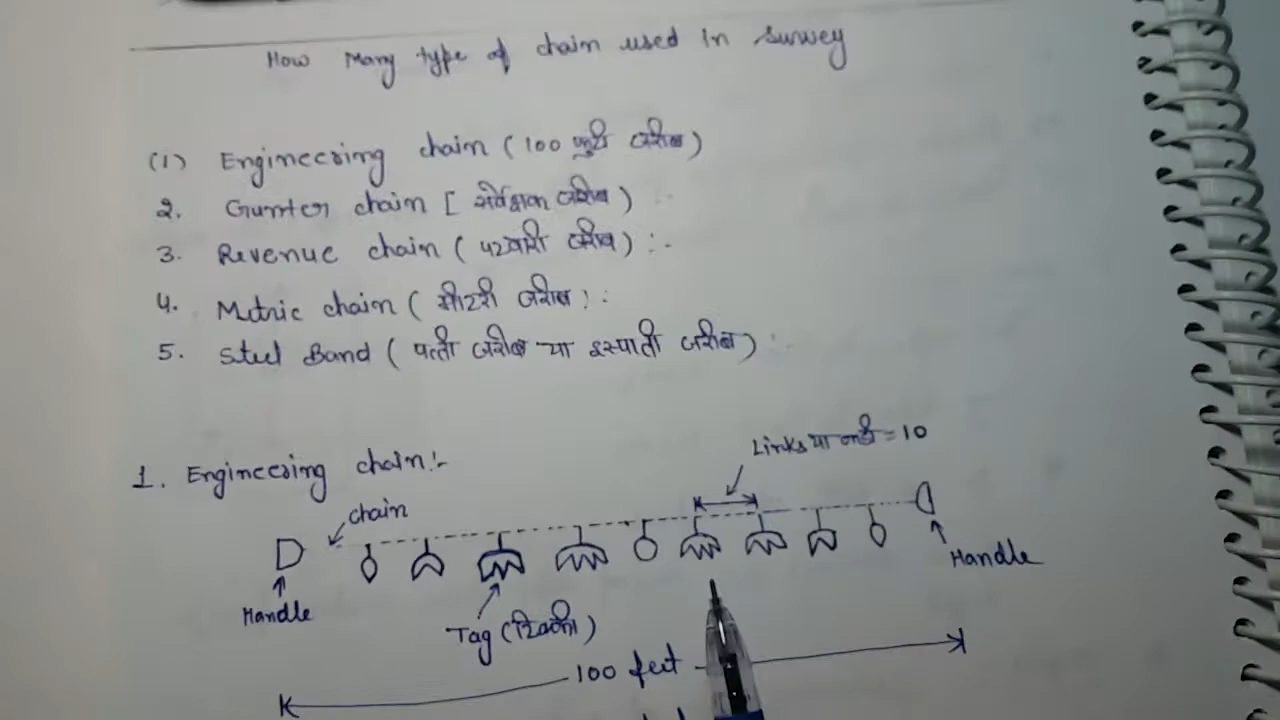 How Many type of chain used in survey
(1) Engineering chain (100 फुटी जरीब)
2. Gunter chain [ सर्वेक्षक जरीब )
3. Revenue chain ( पटवारी जरीब ) :-
4. Metric chain ( मीटरी जरीब ) :
5. Steel Band ( पत्ती जरीब या इस्पाती जरीब ) :-
1. Engineering chain:-
Links या कड़ी = 10
chain
Handle
Handle
Tag (टिकली)
100 feet